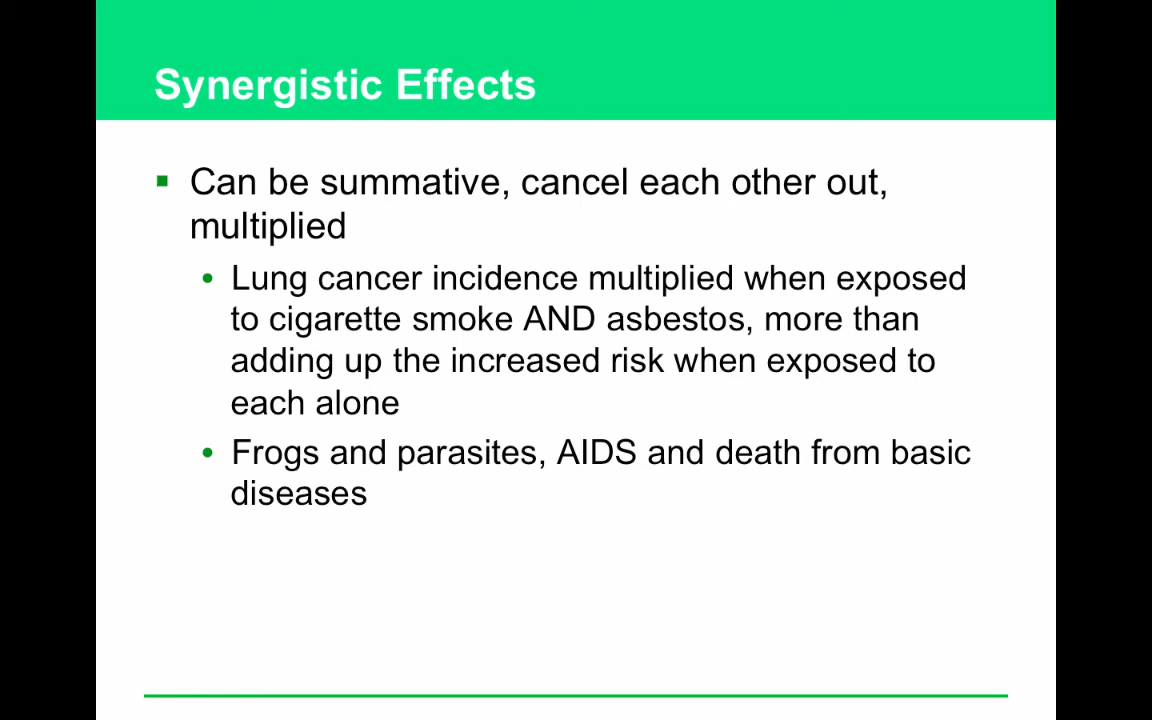 Synergistic Effects
Can be summative, cancel each other out,
multiplied
Lung cancer incidence multiplied when exposed
to cigarette smoke AND asbestos, more than
adding up the increased risk when exposed to
each alone
Frogs and parasites, AIDS and death from basic
diseases